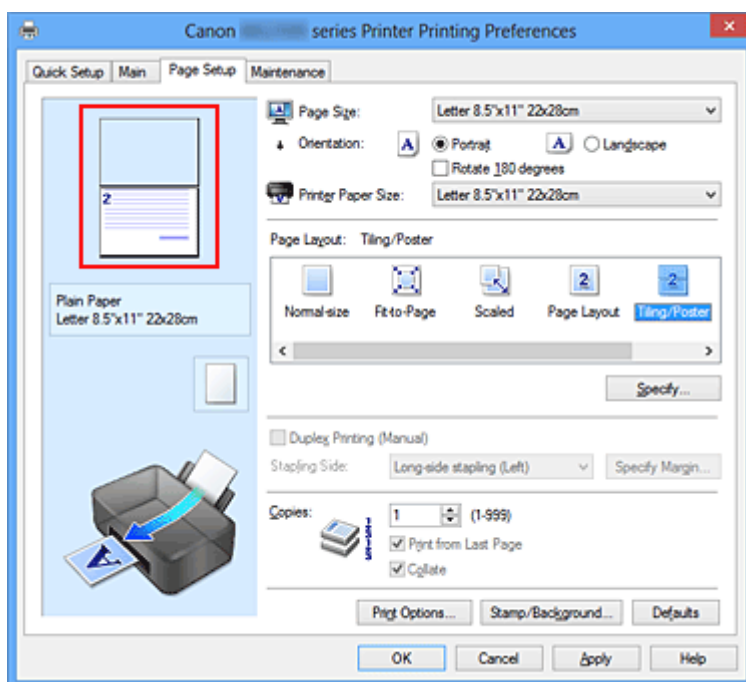 Canon series Printer Printing Preferences
Quick Setup Main Page Setup Maintenance
2
Plain Paper
Letter 8.5"x11" 22x28cm
Page Size: Letter 8.5"x11" 22x28cm
Orientation: A Portrait A Landscape
Rotate 180 degrees
Printer Paper Size: Letter 8.5"x11" 22x28cm
Page Layout: Tiling/Poster
2 2
Normal-size Fit-to-Page Scaled Page Layout Tiling/Poster
Specify...
Duplex Printing (Manual)
Stapling Side: Long-side stapling (Left) Specify Margin...
Copies: 1 (1-999)
Print from Last Page
Collate
A
Print Options... Stamp/Background... Defaults
OK Cancel Apply Help